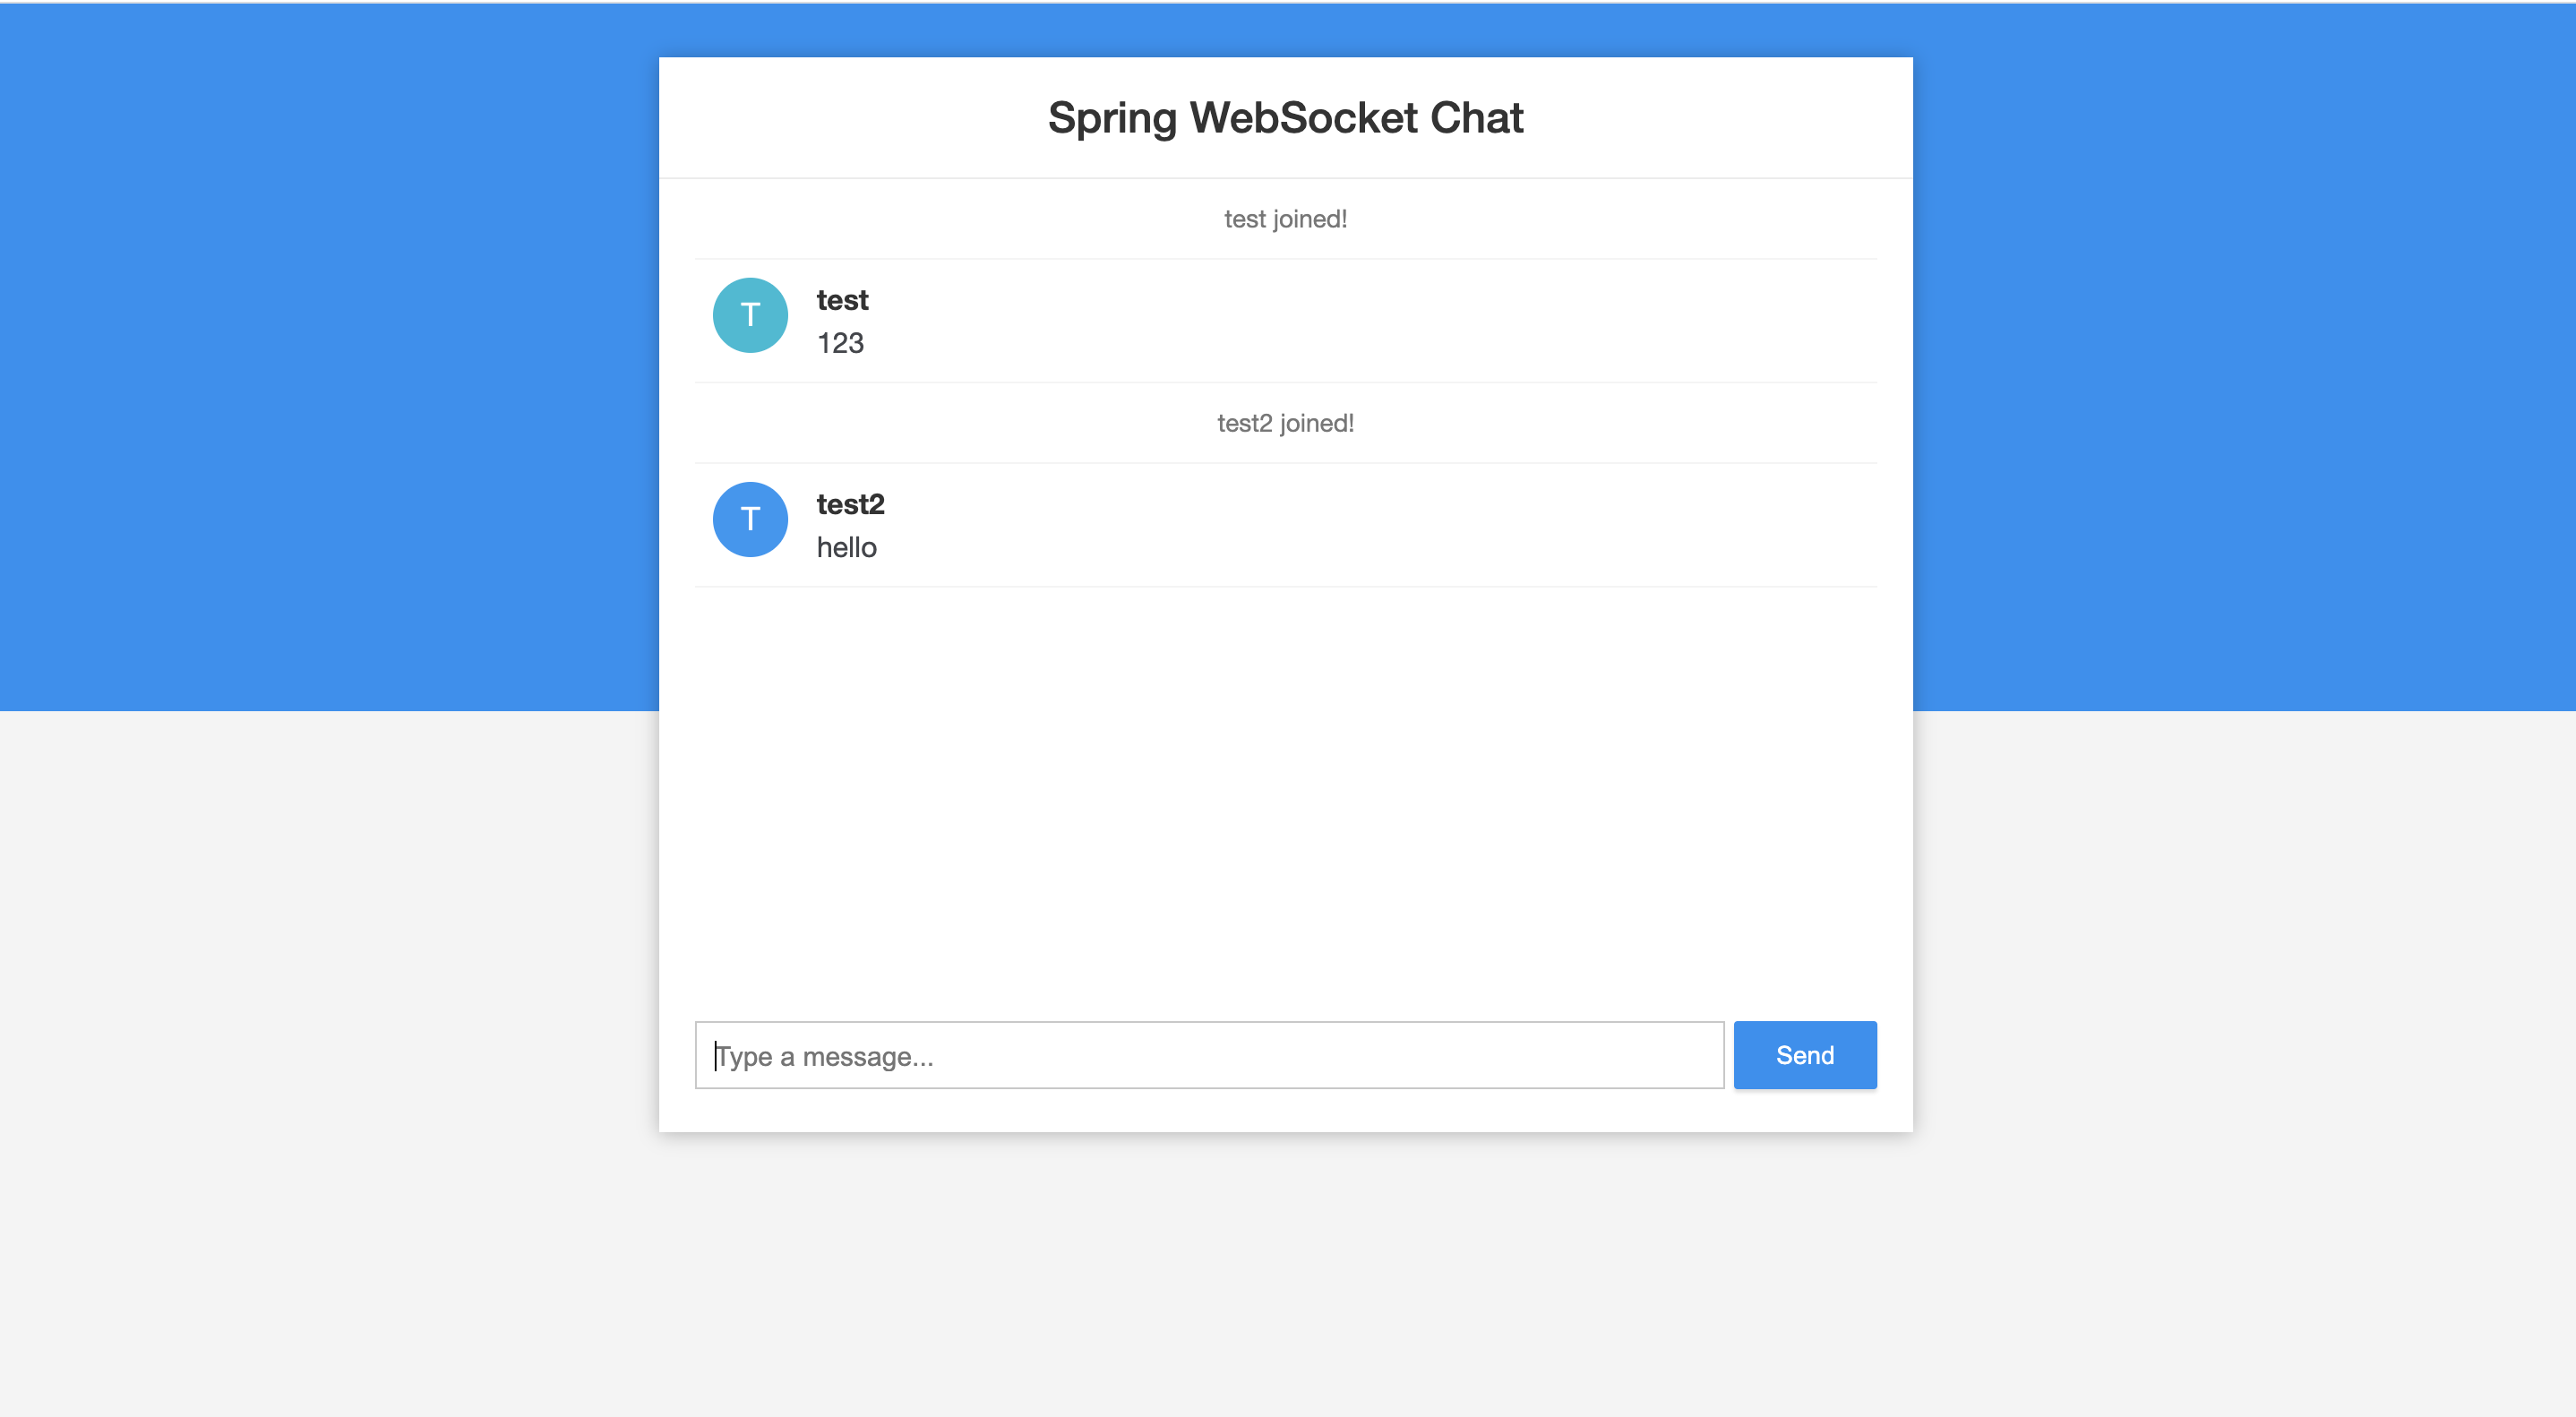 Spring WebSocket Chat
test joined!
T
test
123
test2 joined!
T
test2
hello
Type a message...
Send